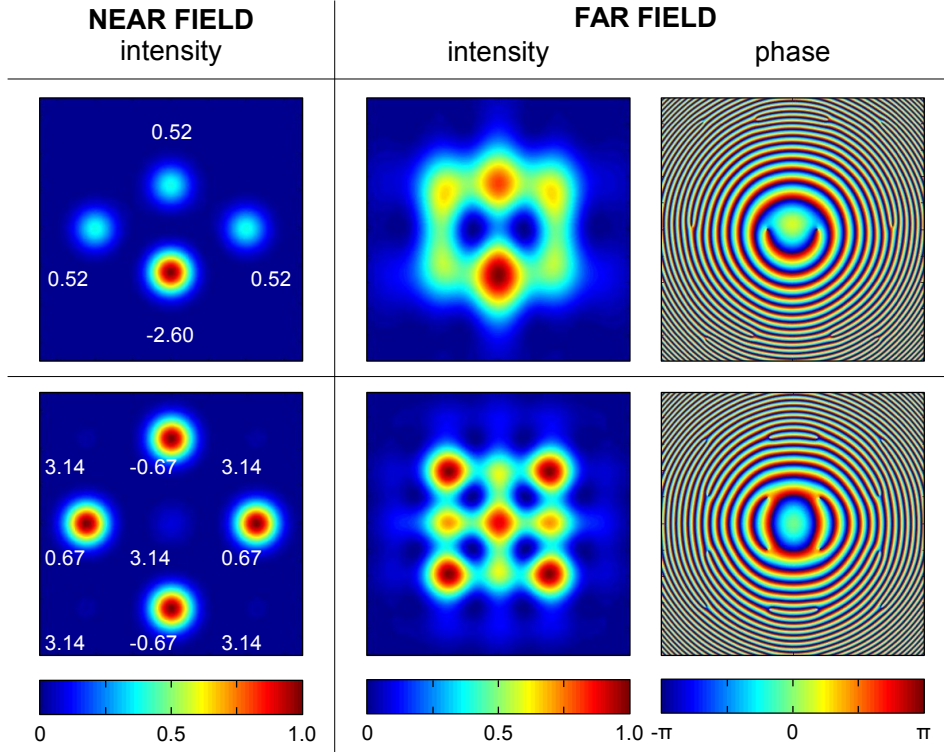 NEAR FIELD
intensity
FAR FIELD
intensity phase
0.52
0.52 0.52
-2.60
3.14 -0.67 3.14
0.67 3.14 0.67
3.14 -0.67 3.14
0 0.5 1.0
0 0.5 1.0
-π 0 π